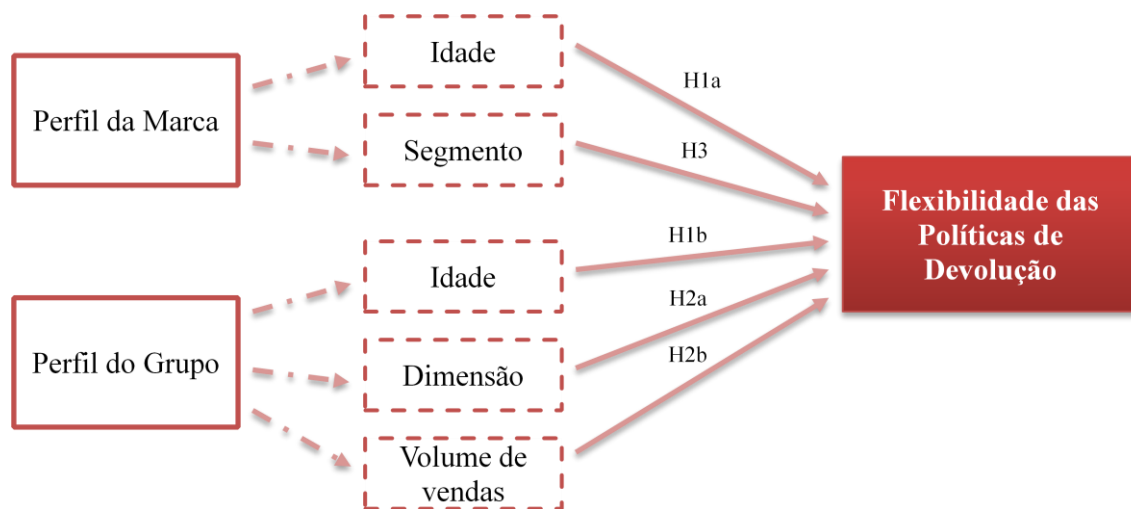 Perfil da Marca
Idade
Segmento
H1a
H3
Perfil do Grupo
Idade
Dimensão
Volume de
vendas
H1b
H2a
H2b
Flexibilidade das
Políticas de
Devolução